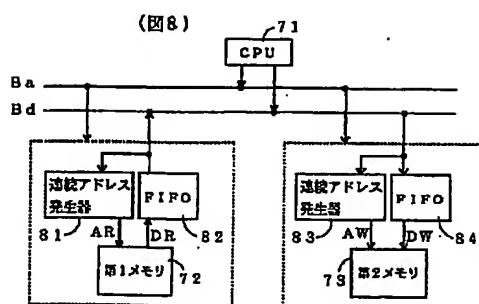 (図8)
71
CPU
Ba
Bd
連続アドレス
発生器
FIFO
81
AR
DR
82
第1メモリ
72
連続アドレス
発生器
FIFO
83
AW
DW
84
73
第2メモリ